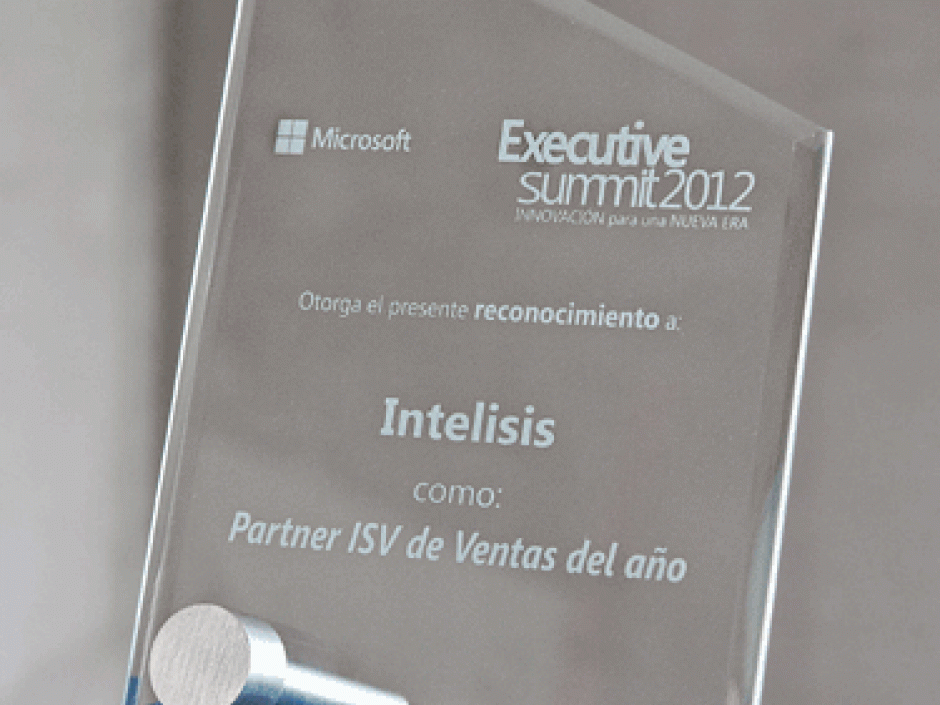 Microsoft
Executive
summit2012
INNOVACIÓN para una NUEVA ERA
Otorga el presente reconocimiento a:
Intelisis
como:
Partner ISV de Ventas del año